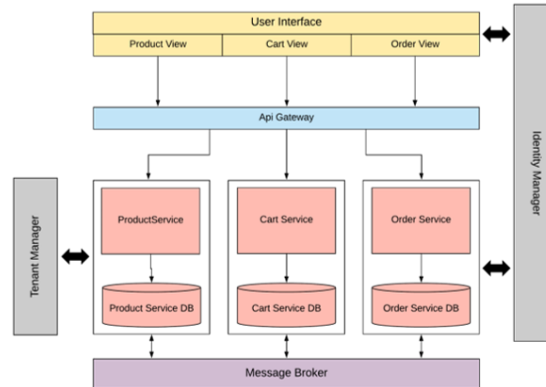 User Interface
Product View
Cart View
Order View
Api Gateway
Identity Manager
Tenant Manager
ProductService
Cart Service
Order Service
Product Service DB
Cart Service DB
Order Service DB
Message Broker